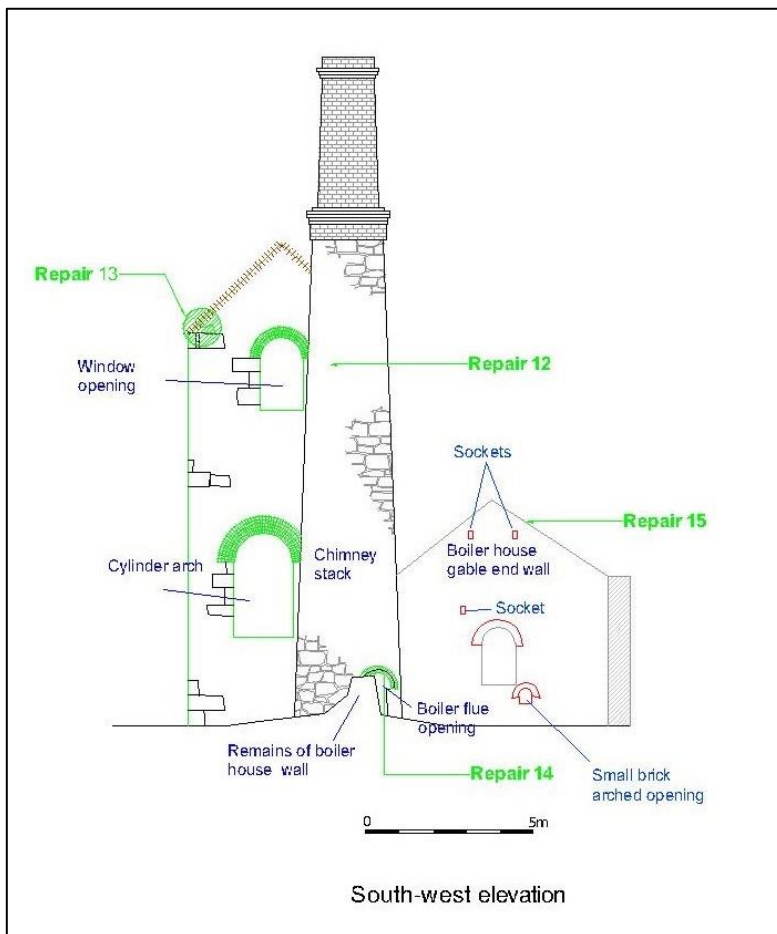 Repair 13
Window
opening
Repair 12
Sockets
Repair 15
Boiler house
gable end wall
Cylinder arch
Chimney
stack
Socket
Boiler flue
opening
Remains of boiler
house wall
Repair 14
Small brick
arched opening
0
5m
South-west elevation